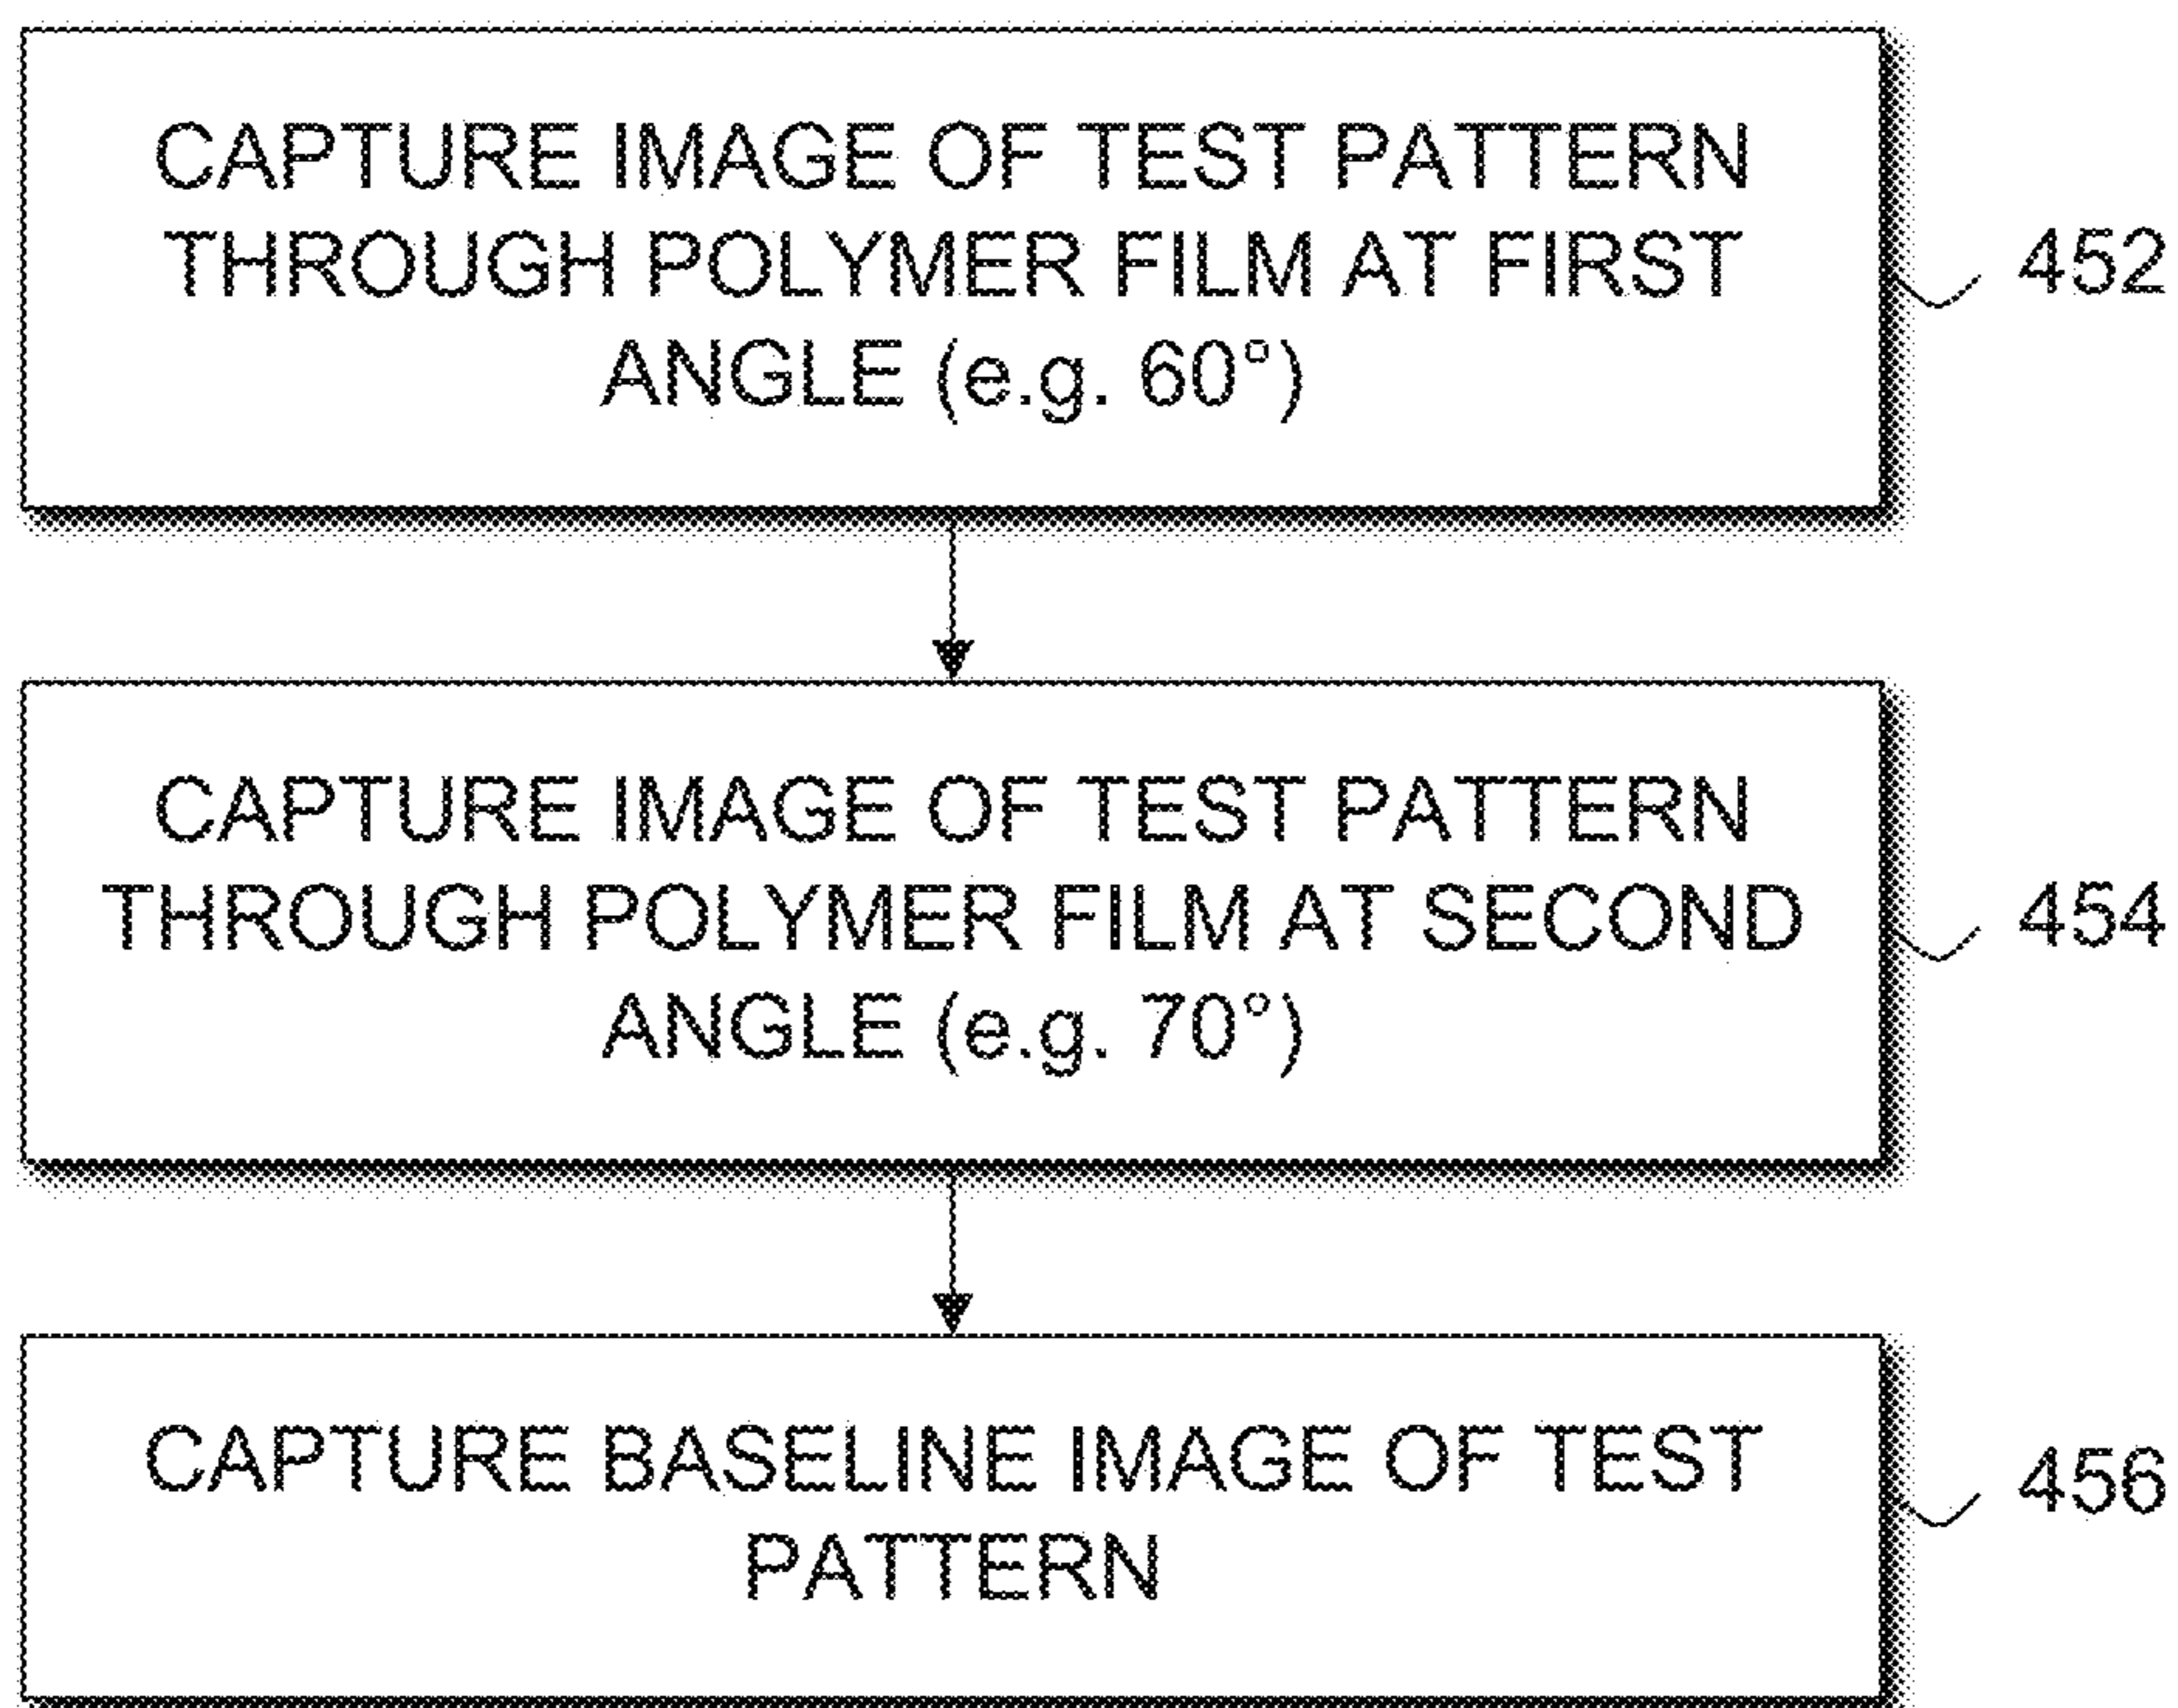 CAPTURE IMAGE OF TEST PATTERN
THROUGH POLYMER FILM AT FIRST
ANGLE (e.g. 60°)
452
CAPTURE IMAGE OF TEST PATTERN
THROUGH POLYMER FILM AT SECOND
ANGLE (e.g. 70°)
454
CAPTURE BASELINE IMAGE OF TEST
PATTERN
456